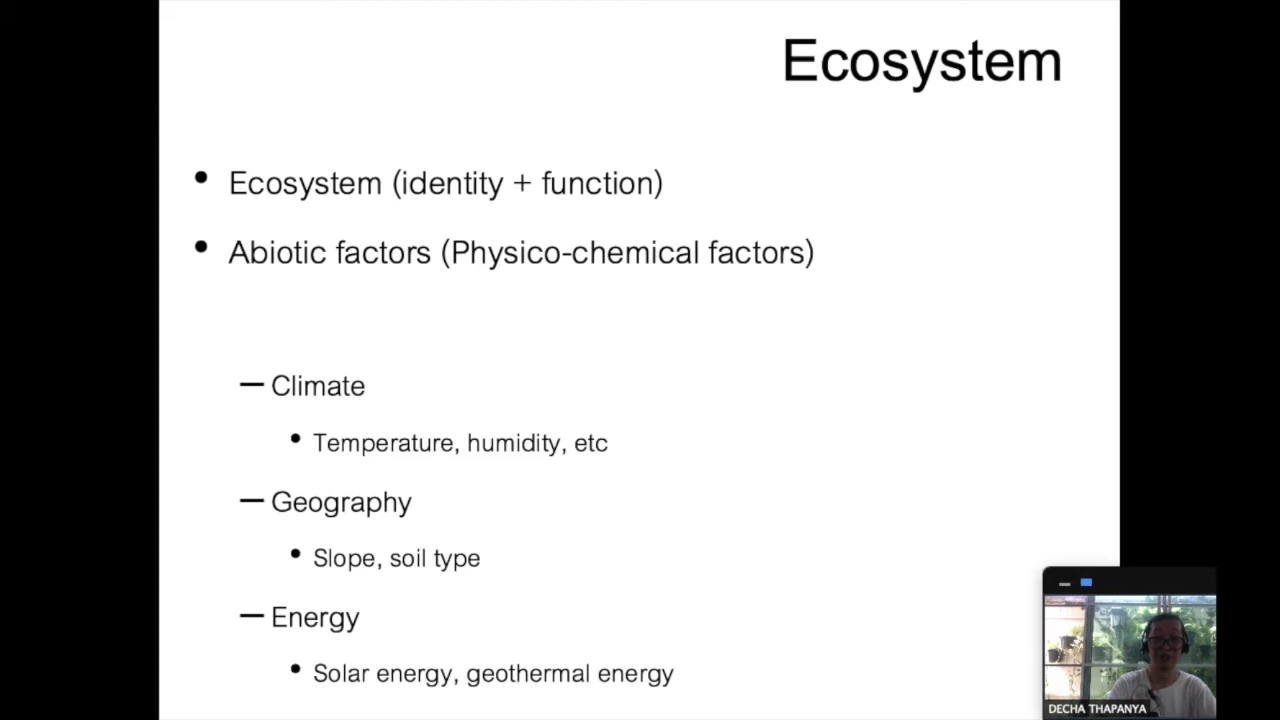 Ecosystem
• Ecosystem (identity + function)
• Abiotic factors (Physico-chemical factors)
– Climate
• Temperature, humidity, etc
– Geography
• Slope, soil type
– Energy
• Solar energy, geothermal energy
DECHA THAPANYA